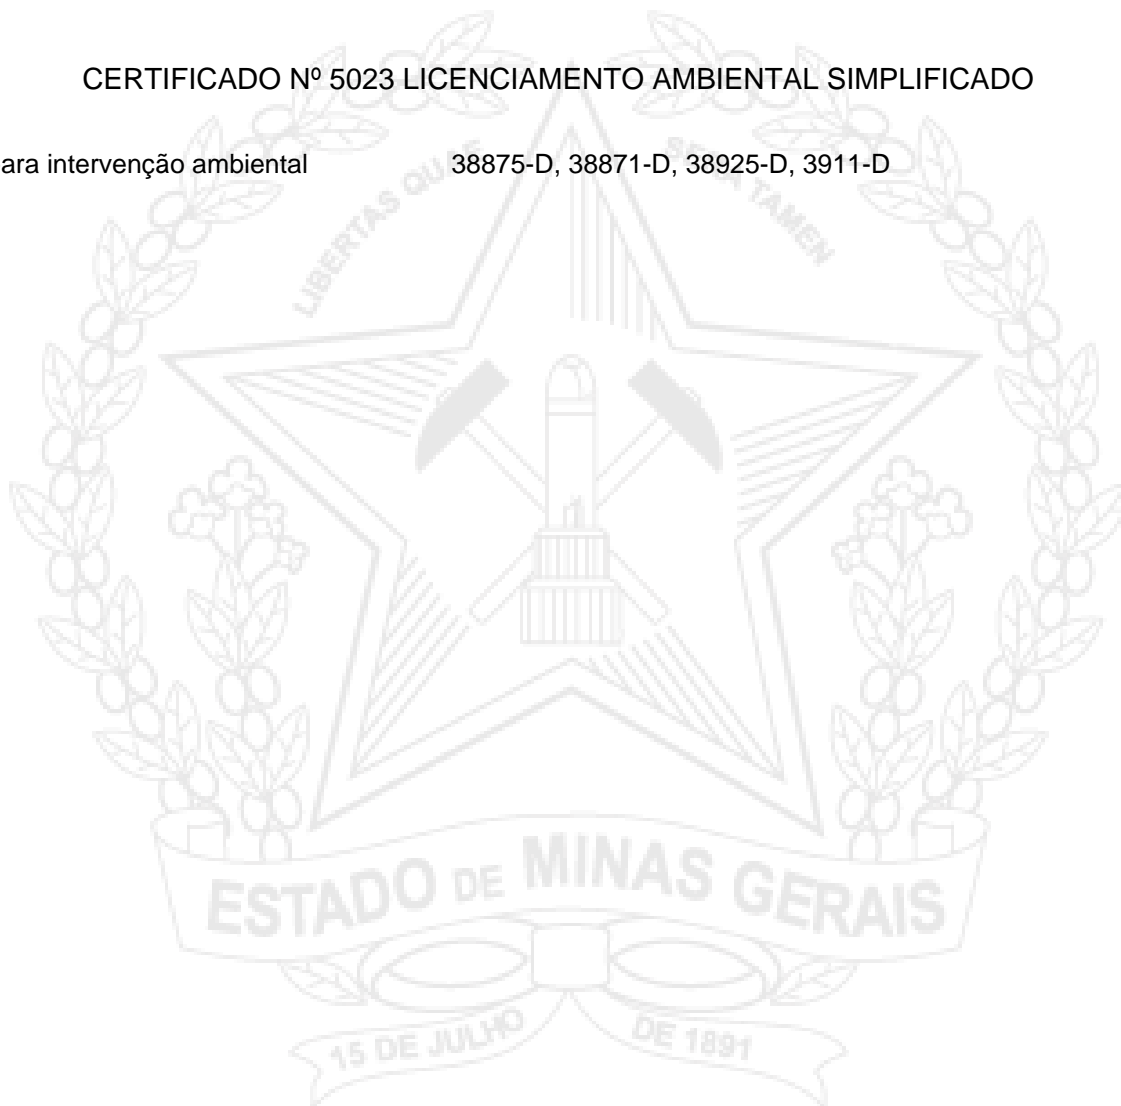 CERTIFICADO Nº 5023 LICENCIAMENTO AMBIENTAL SIMPLIFICADO
ara intervenção ambiental 38875-D, 38871-D, 38925-D, 3911-D
LIBERTAS QUAE SERA TAMEN
ESTADO DE MINAS GERAIS
15 DE JULHO DE 1891